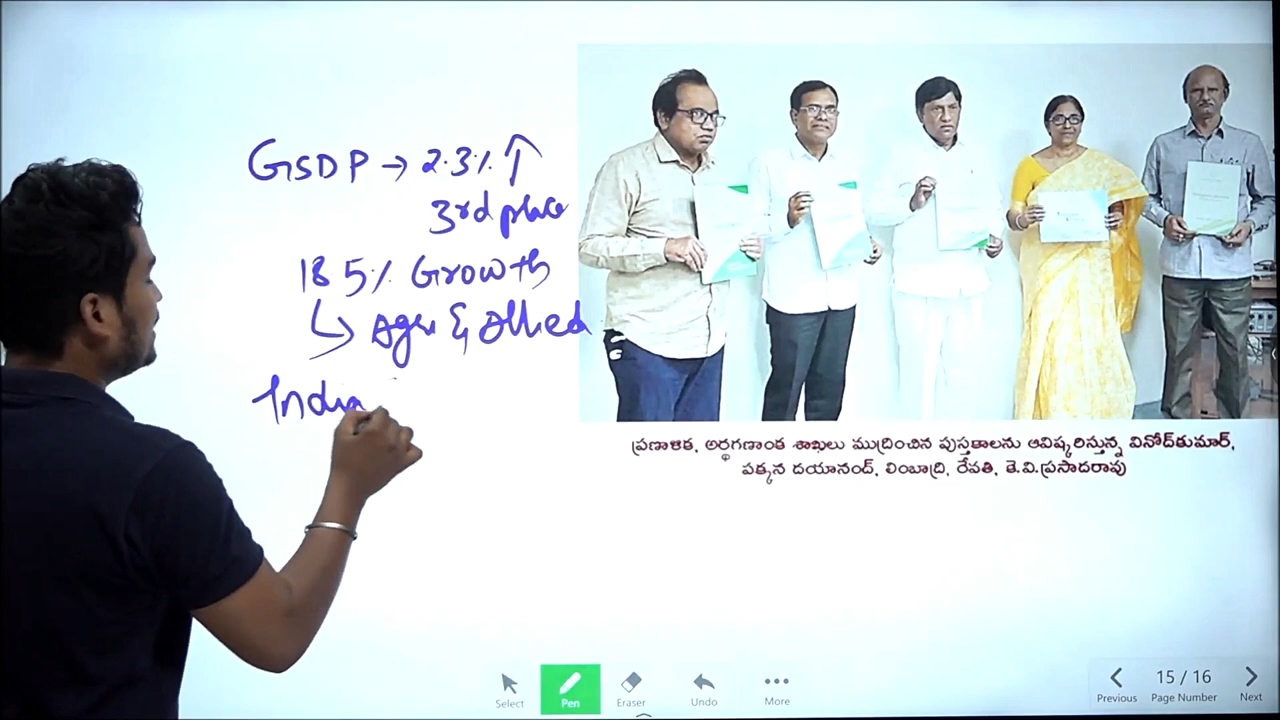 GSDP → 2.3% ↑
3rd place
18.5% Growth
↳ Agri & Allied
India
ప్రణాళిక, అర్థగణాంక శాఖలు ముద్రించిన పుస్తకాలను ఆవిష్కరిస్తున్న వినోద్‌కుమార్,
పక్కన దయానంద్, లింబాద్రి, రేవతి, తె.వి.ప్రసాదరావు
Select
Pen
Eraser
Undo
More
Previous
15 / 16
Page Number
Next